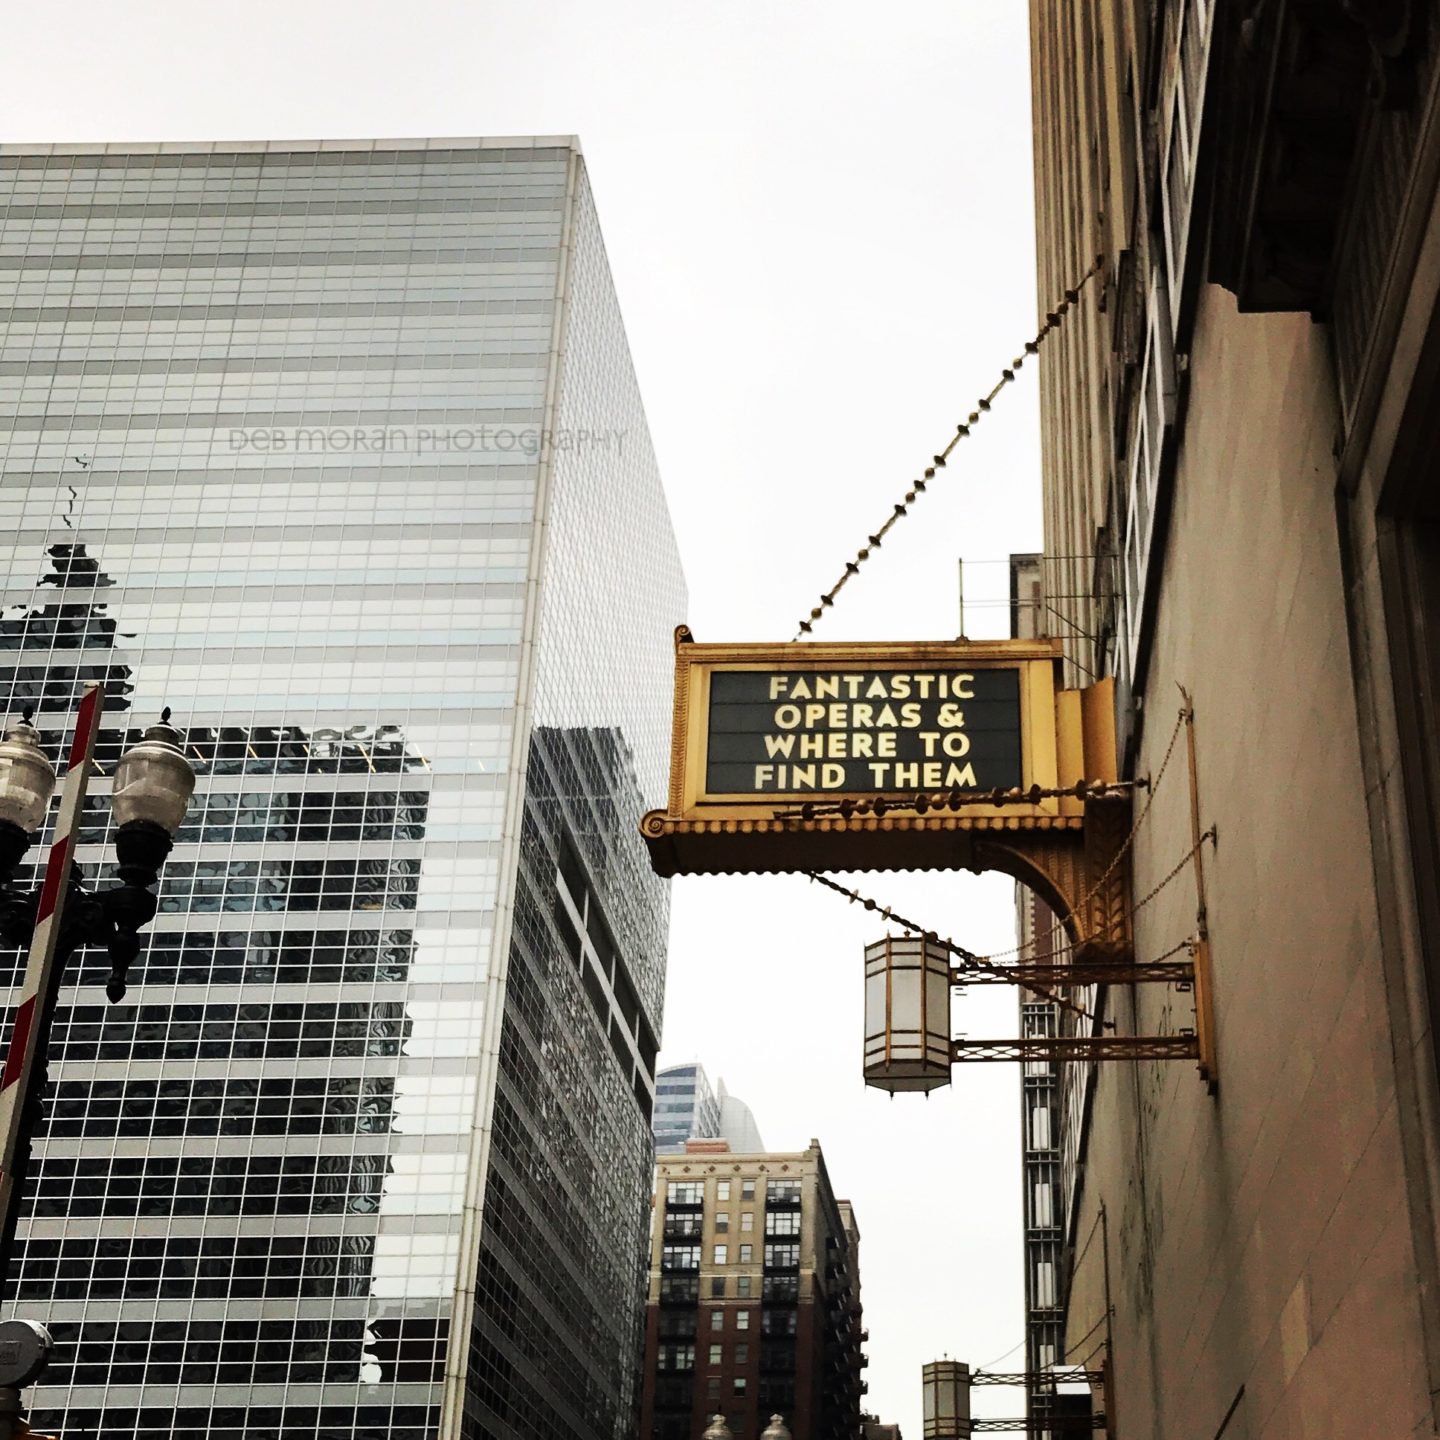 DEB MORAN PHOTOGRAPHY
FANTASTIC
OPERAS &
WHERE TO
FIND THEM